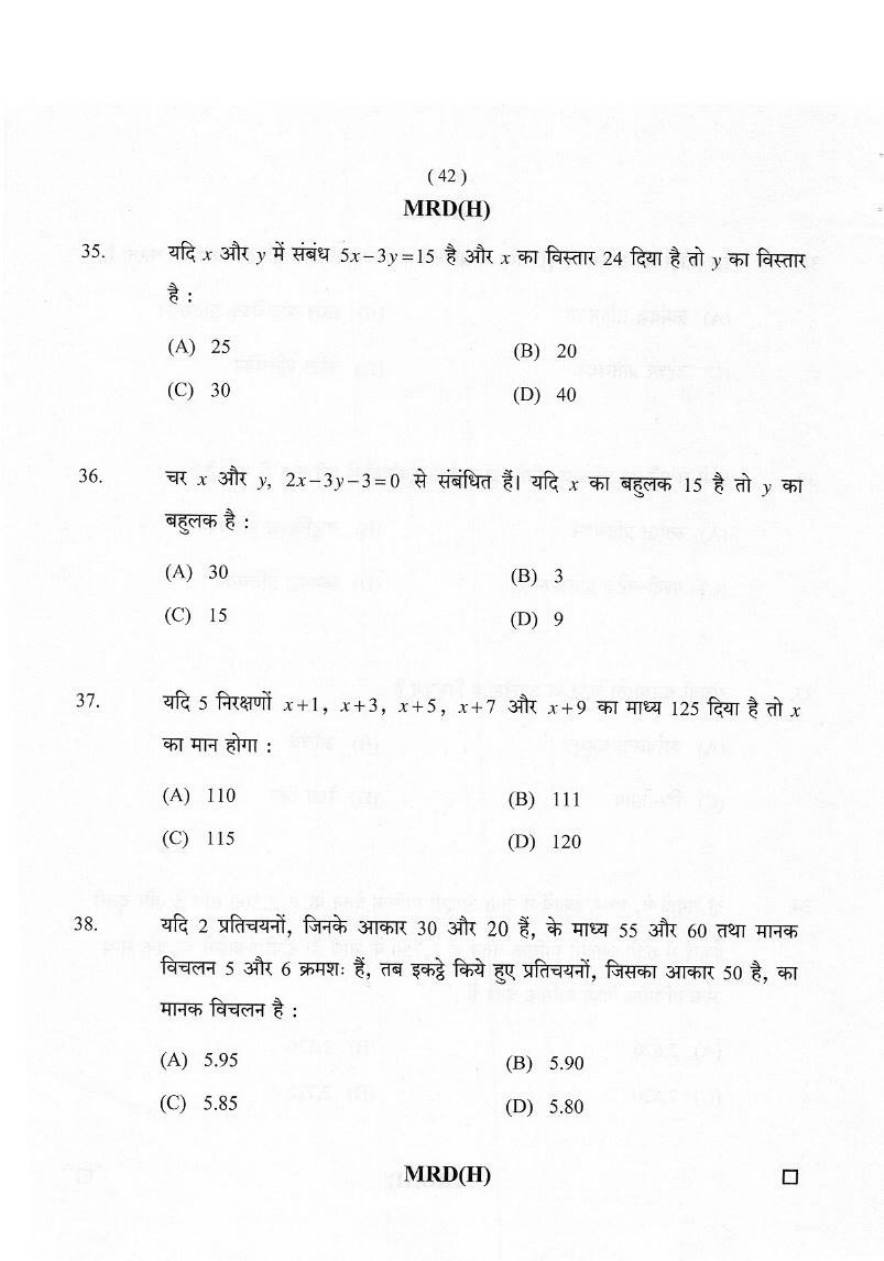 ( 42 )
MRD(H)
35. यदि x और y में संबंध 5x−3y=15 है और x का विस्तार 24 दिया है तो y का विस्तार
है :
(A) 25 (B) 20
(C) 30 (D) 40
36. चर x और y, 2x−3y−3=0 से संबंधित हैं। यदि x का बहुलक 15 है तो y का
बहुलक है :
(A) 30 (B) 3
(C) 15 (D) 9
37. यदि 5 निरक्षणों x+1, x+3, x+5, x+7 और x+9 का माध्य 125 दिया है तो x
का मान होगा :
(A) 110 (B) 111
(C) 115 (D) 120
38. यदि 2 प्रतिचयनों, जिनके आकार 30 और 20 हैं, के माध्य 55 और 60 तथा मानक
विचलन 5 और 6 क्रमशः हैं, तब इकट्ठे किये हुए प्रतिचयनों, जिसका आकार 50 है, का
मानक विचलन है :
(A) 5.95 (B) 5.90
(C) 5.85 (D) 5.80
MRD(H)